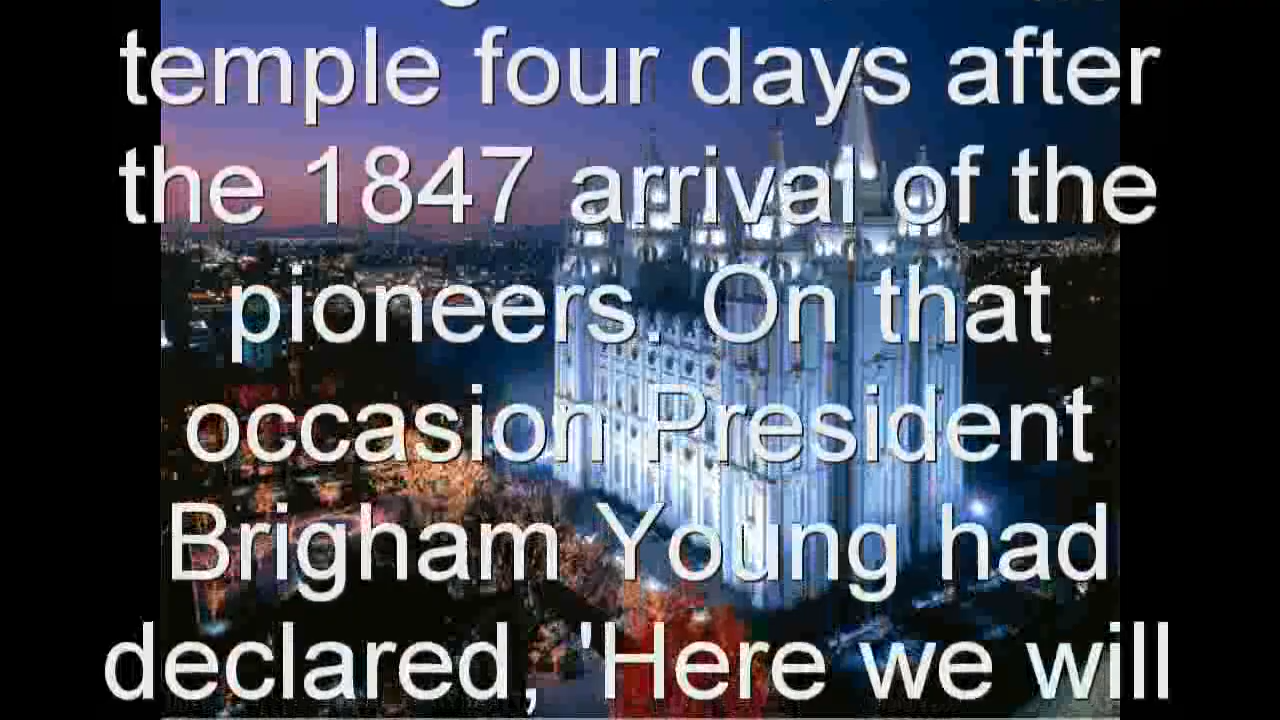 temple four days after
the 1847 arrival of the
pioneers. On that
occasion President
Brigham Young had
declared, 'Here we will